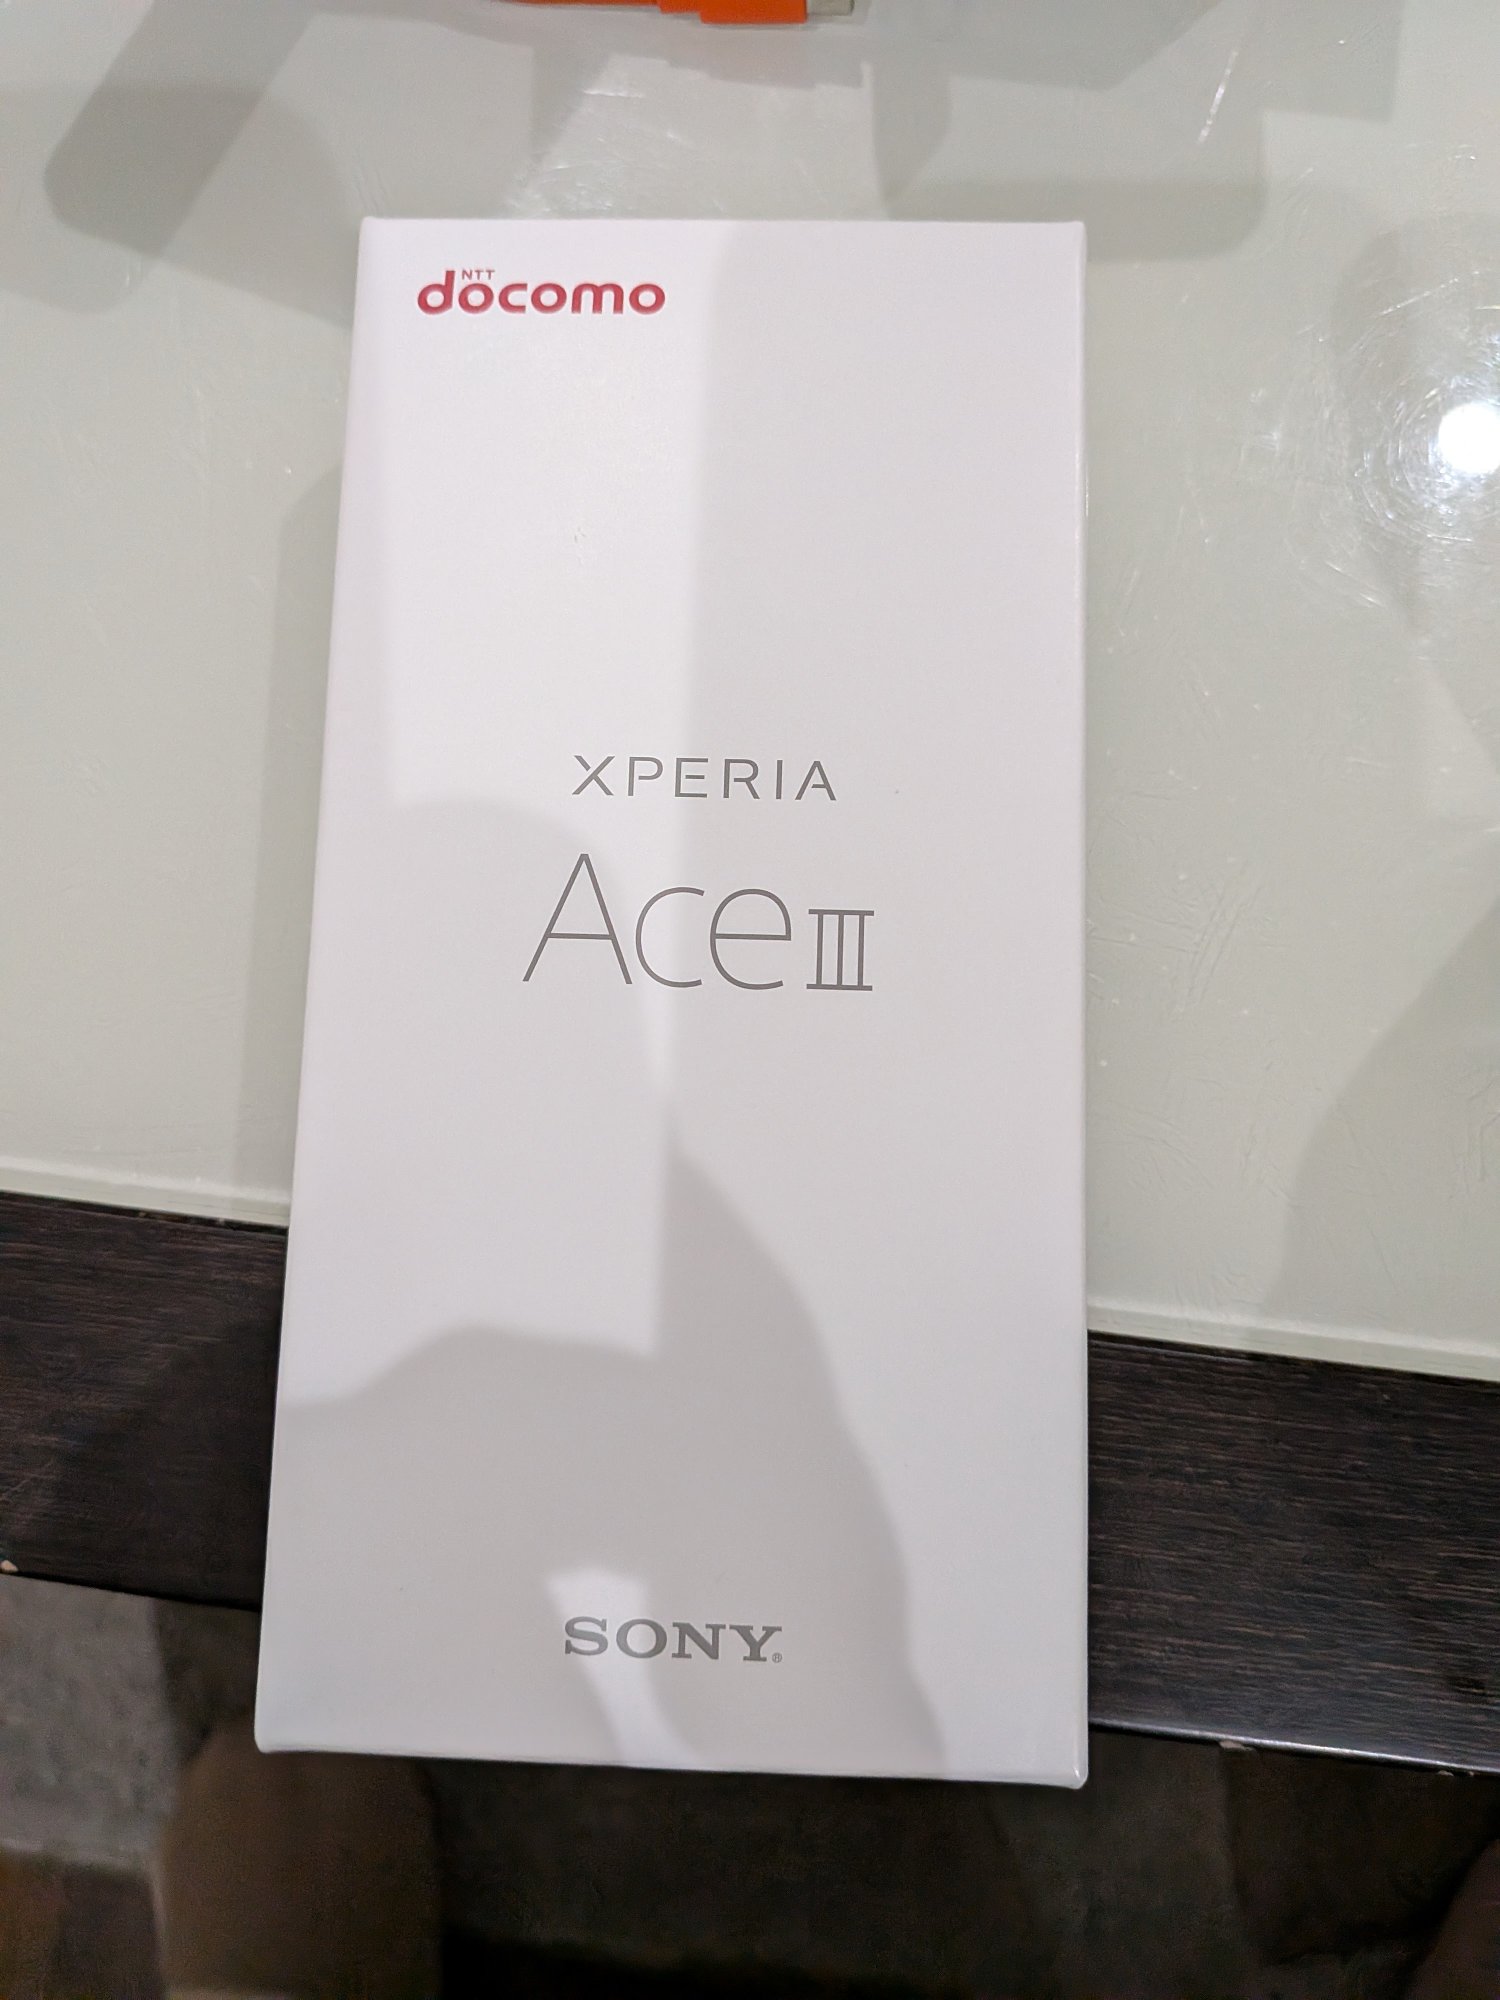 NTT
docomo
XPERIA
Ace III
SONY®